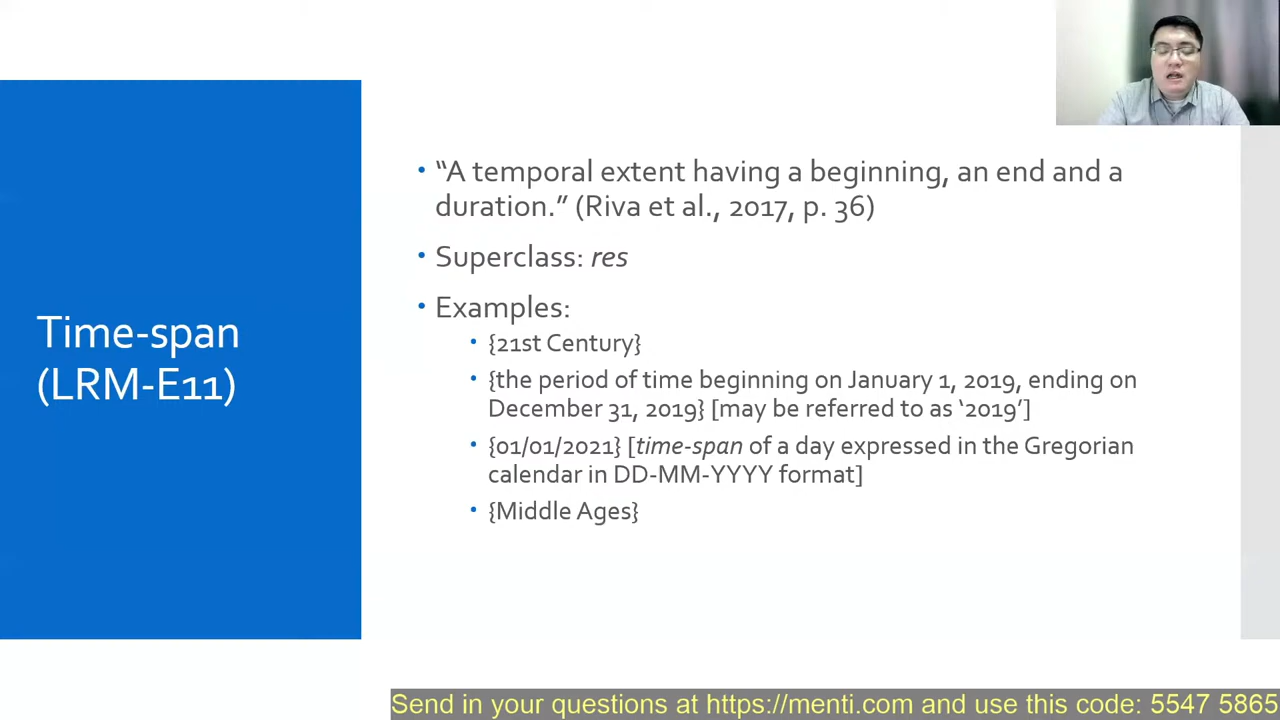 Time-span
(LRM-E11)
• “A temporal extent having a beginning, an end and a
duration.” (Riva et al., 2017, p. 36)
• Superclass: res
• Examples:
• {21st Century}
• {the period of time beginning on January 1, 2019, ending on
December 31, 2019} [may be referred to as ‘2019’]
• {01/01/2021} [time-span of a day expressed in the Gregorian
calendar in DD-MM-YYYY format]
• {Middle Ages}
Send in your questions at https://menti.com and use this code: 5547 5865